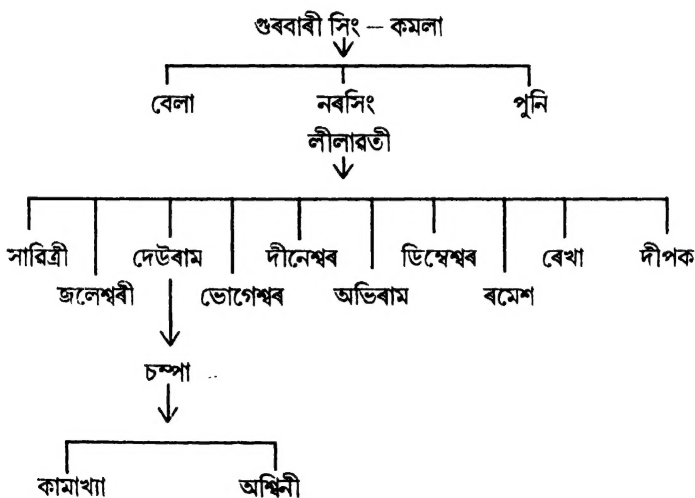 গুৰবাৰী সিং – কমলা
বেলা নৰসিং পুনি
লীলাৱতী
সাৱিত্ৰী দেউৰাম দীনেশ্বৰ ডিম্বেশ্বৰ ৰেখা দীপক
জলেশ্বৰী ভোগেশ্বৰ অভিৰাম ৰমেশ
চম্পা
কামাখ্যা অশ্বিনী